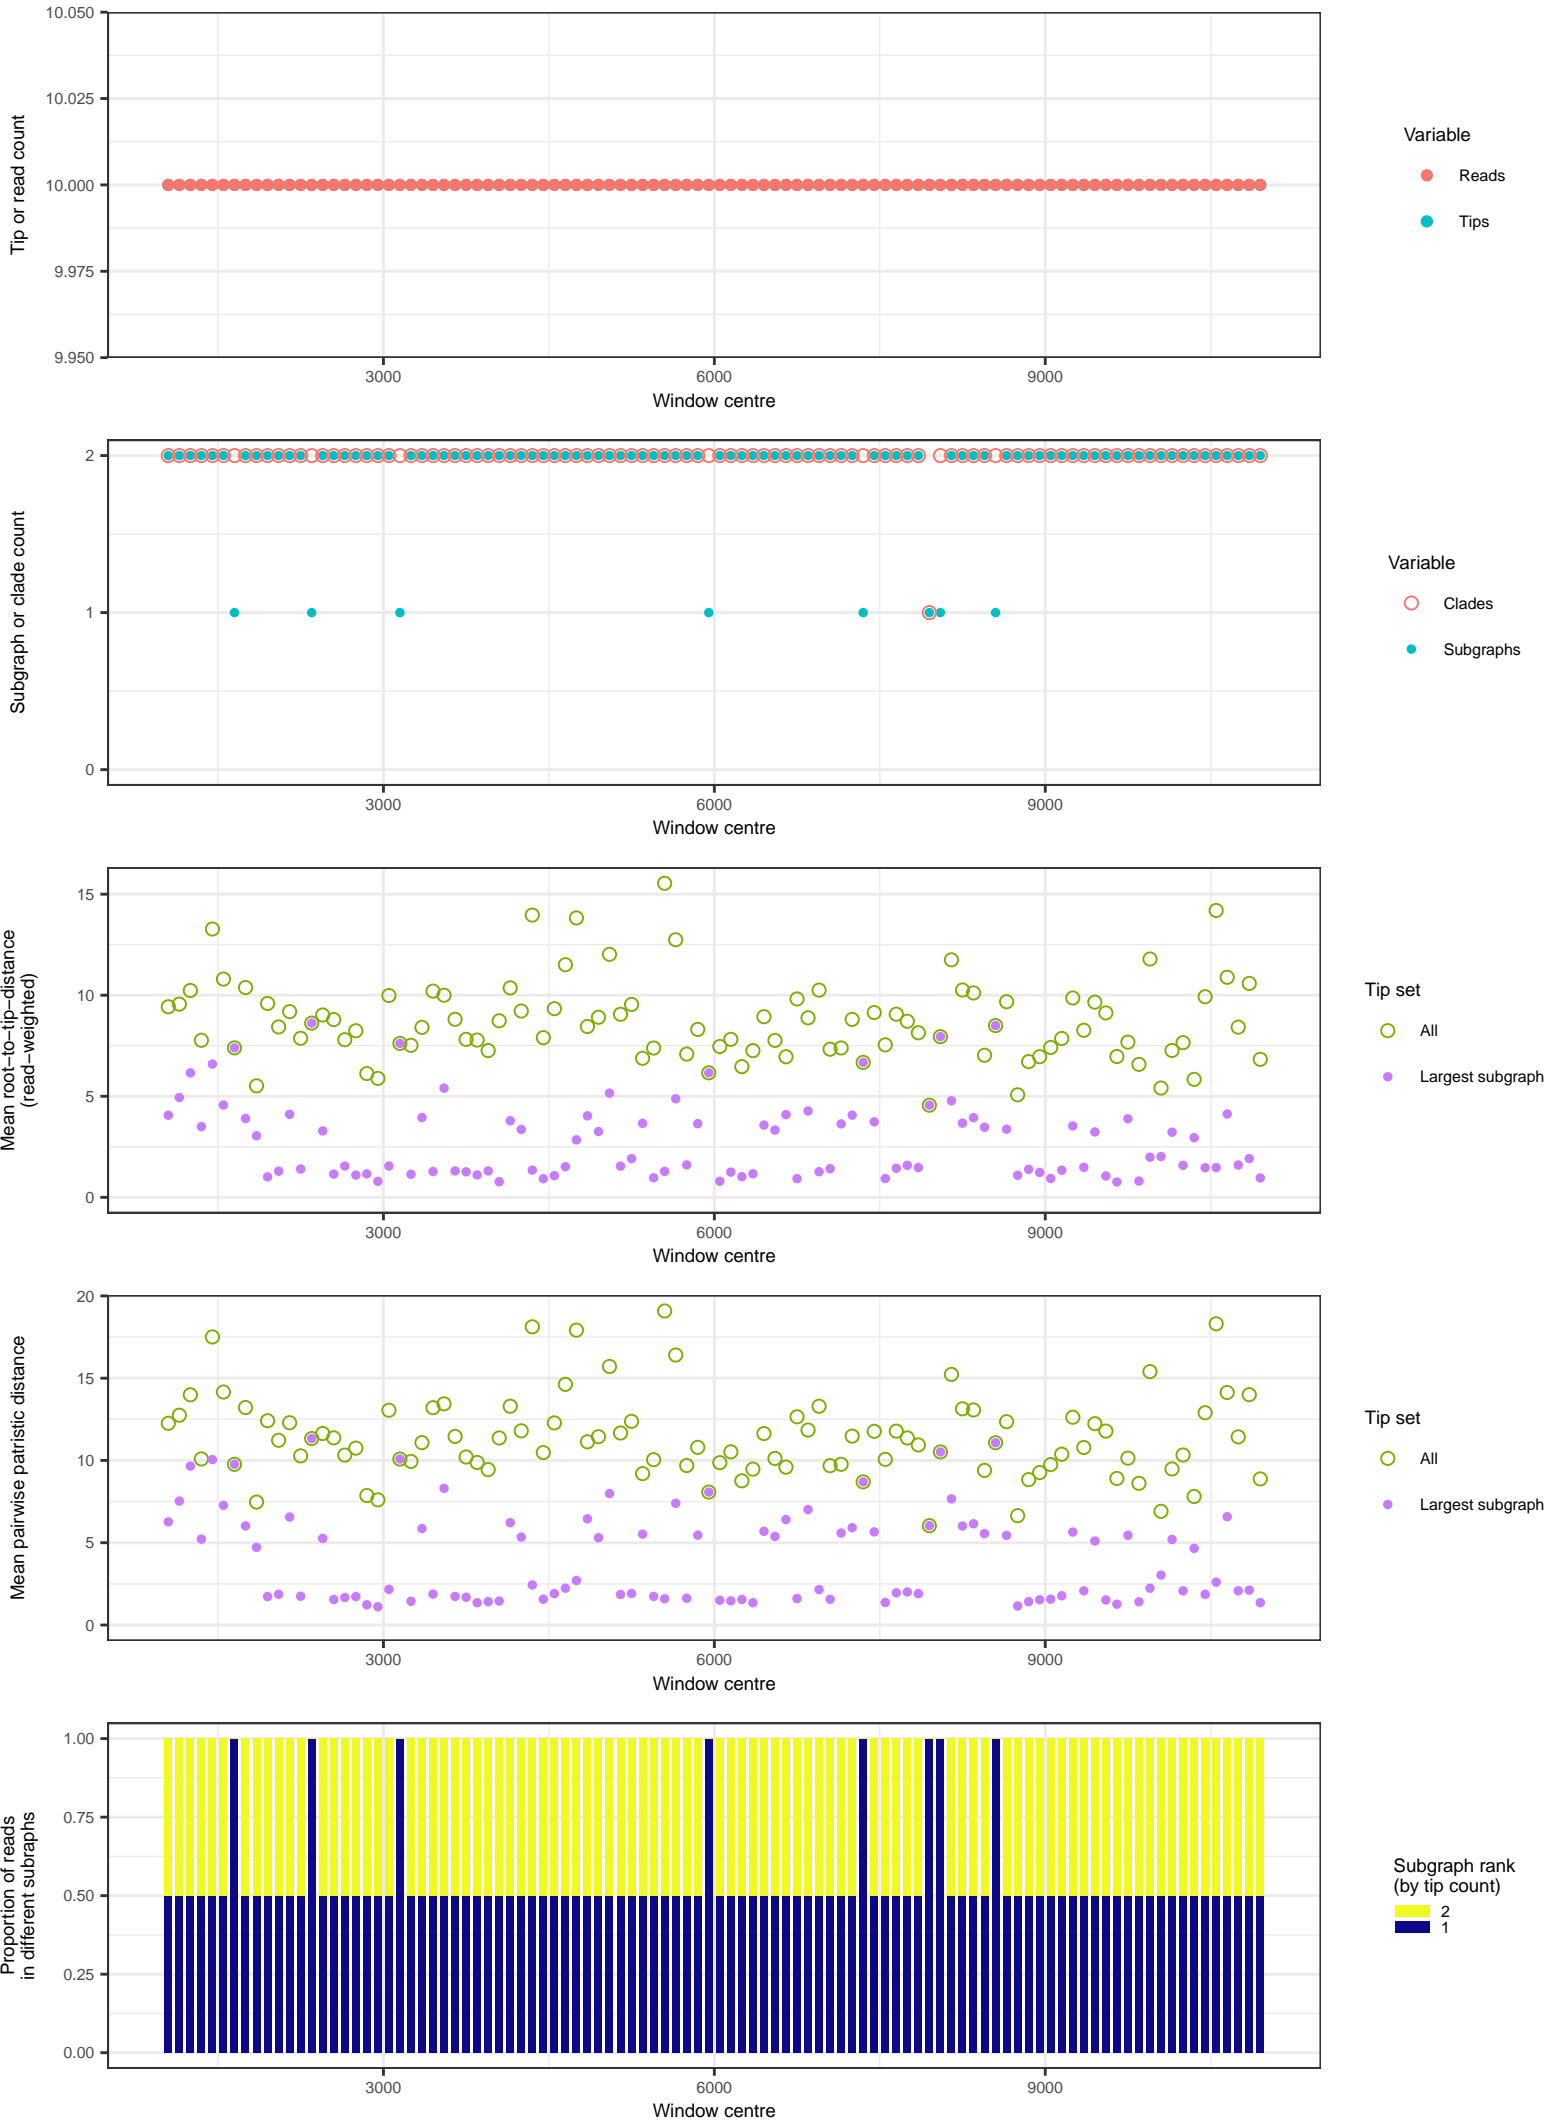 10.050
10.025
10.000
9.975
9.950
Tip or read count
3000 6000 9000
Window centre
Variable
Reads
Tips
2
1
0
Subgraph or clade count
3000 6000 9000
Window centre
Variable
Clades
Subgraphs
15
10
5
0
Mean root−to−tip−distance
(read−weighted)
3000 6000 9000
Window centre
Tip set
All
Largest subgraph
20
15
10
5
0
Mean pairwise patristic distance
3000 6000 9000
Window centre
Tip set
All
Largest subgraph
1.00
0.75
0.50
0.25
0.00
Proportion of reads
in different subraphs
3000 6000 9000
Window centre
Subgraph rank
(by tip count)
2
1